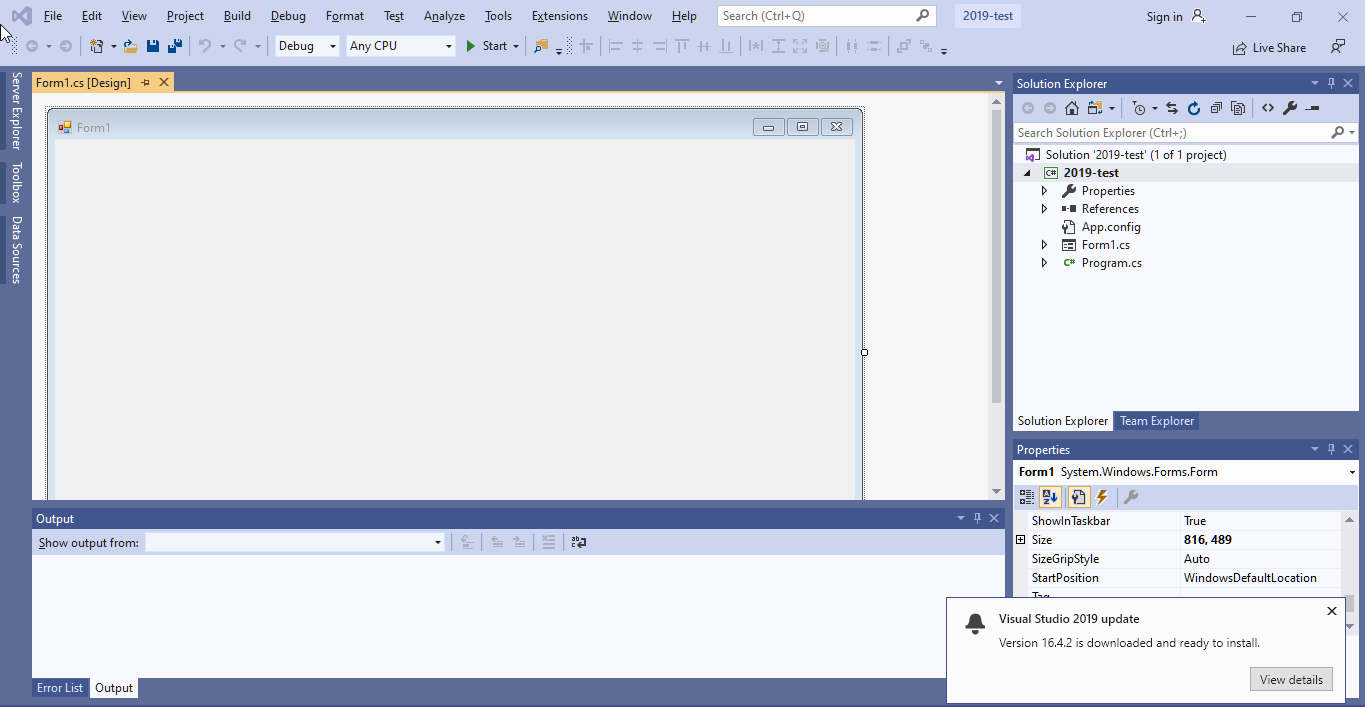 File Edit View Project Build Debug Format Test Analyze Tools Extensions Window Help Search (Ctrl+Q) 2019-test Sign in
Debug Any CPU Start Live Share
Server Explorer
Toolbox
Data Sources
Form1.cs [Design]
Form1
Solution Explorer
Search Solution Explorer (Ctrl+;)
Solution '2019-test' (1 of 1 project)
C# 2019-test
Properties
References
App.config
Form1.cs
C# Program.cs
Solution Explorer Team Explorer
Properties
Form1 System.Windows.Forms.Form
ShowInTaskbar True
Size 816, 489
SizeGripStyle Auto
StartPosition WindowsDefaultLocation
Tag
Output
Show output from:
Error List Output
Visual Studio 2019 update
Version 16.4.2 is downloaded and ready to install.
View details